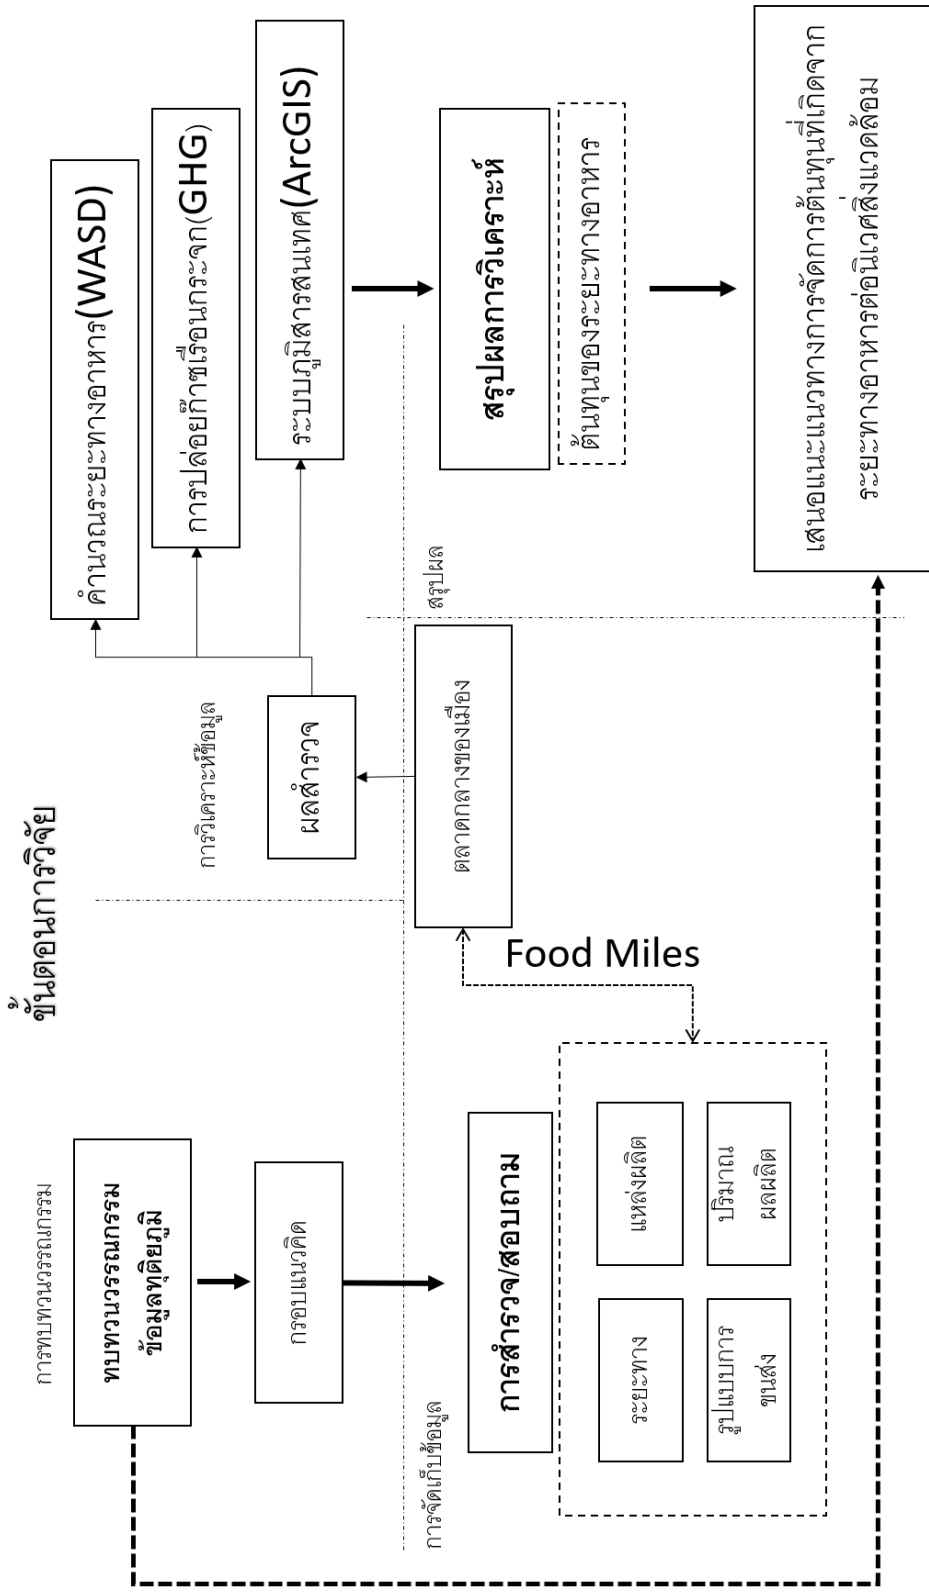 ขั้นตอนการวิจัย
การทบทวนวรรณกรรม
ทบทวนวรรณกรรม
ข้อมูลทุติยภูมิ
กรอบแนวคิด
การจัดเก็บข้อมูล
การสำรวจ/สอบถาม
ระยะทาง
แหล่งผลิต
รูปแบบการ
ขนส่ง
ปริมาณ
ผลผลิต
Food Miles
ตลาดกลางของเมือง
การวิเคราะห์ข้อมูล
ผลสำรวจ
คำนวณระยะทางอาหาร(WASD)
การปล่อยก๊าซเรือนกระจก(GHG)
ระบบภูมิสารสนเทศ(ArcGIS)
สรุปผล
สรุปผลการวิเคราะห์
ต้นทุนของระยะทางอาหาร
เสนอแนะแนวทางการจัดการต้นทุนที่เกิดจาก
ระยะทางอาหารต่อนิเวศสิ่งแวดล้อม